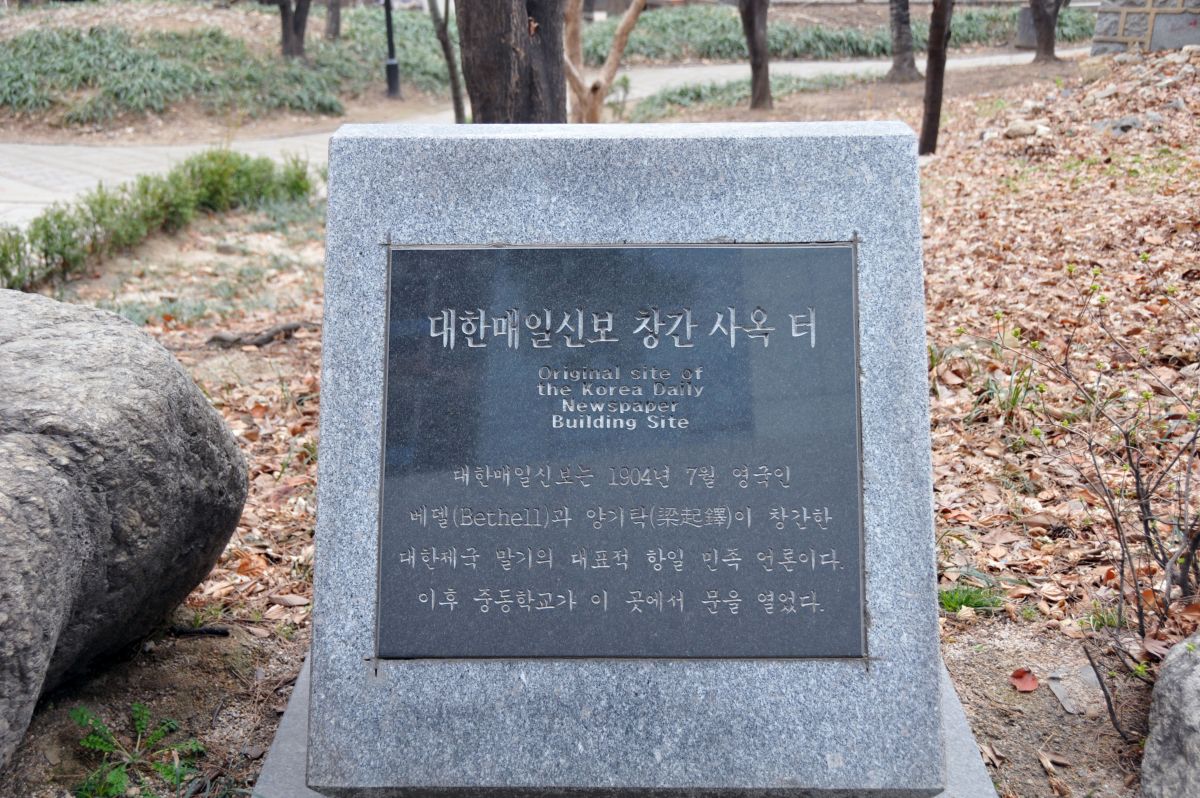 대한매일신보 창간 사옥 터
Original site of
the Korea Daily
Newspaper
Building Site
대한매일신보는 1904년 7월 영국인
베델(Bethell)과 양기탁(梁起鐸)이 창간한
대한제국 말기의 대표적 항일 민족 언론이다.
이후 중동학교가 이 곳에서 문을 열었다.